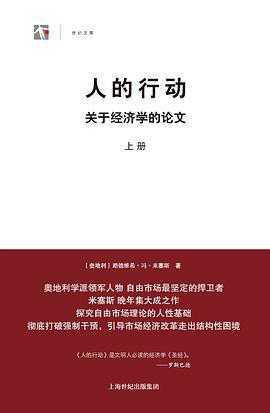 世纪文库
人的行动
关于经济学的论文
上册
［奥地利］路德维希·冯·米塞斯 著
奥地利学派领军人物 自由市场最坚定的捍卫者
米塞斯 晚年集大成之作
探究自由市场理论的人性基础
彻底打破强制干预，引导市场经济改革走出结构性困境
《人的行动》是文明人必读的经济学《圣经》。
——罗斯巴德
上海世纪出版集团